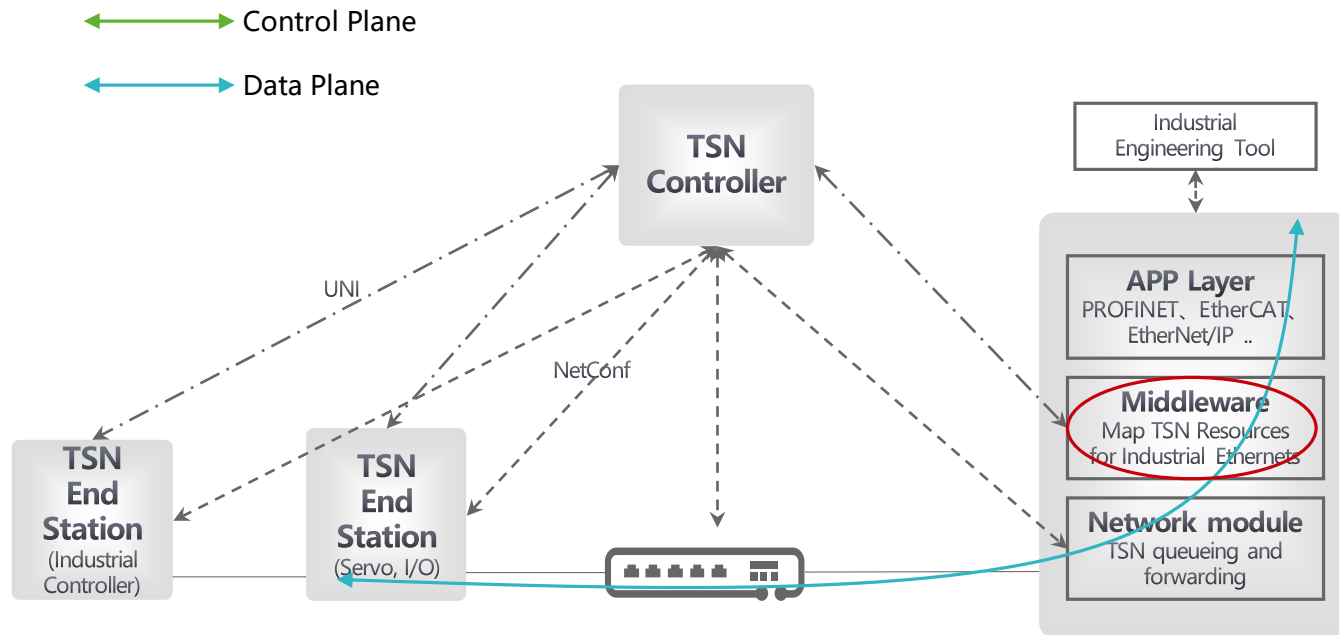 Control Plane
Data Plane
TSN
Controller
Industrial
Engineering Tool
UNI
NetConf
APP Layer
PROFINET、EtherCAT、
EtherNet/IP ..
Middleware
Map TSN Resources
for Industrial Ethernets
Network module
TSN queueing and
forwarding
TSN
End
Station
(Industrial
Controller)
TSN
End
Station
(Servo, I/O)